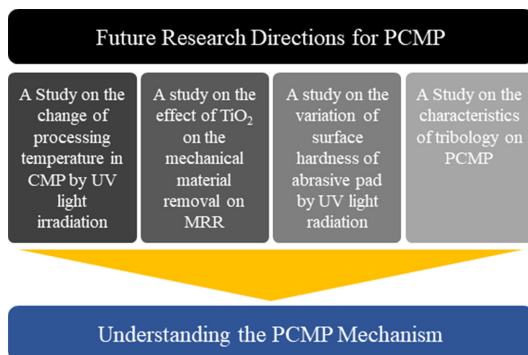 Future Research Directions for PCMP
A Study on the
change of
processing
temperature in
CMP by UV
light
irradiation
A study on the
effect of TiO₂
on the
mechanical
material
removal on
MRR
A study on the
variation of
surface
hardness of
abrasive pad
by UV light
radiation
A Study on the
characteristics
of tribology on
PCMP
Understanding the PCMP Mechanism